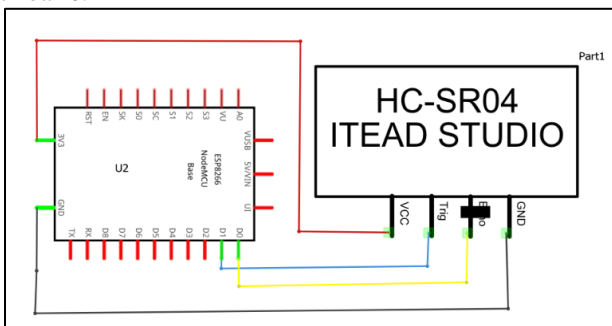 Part1
HC-SR04
ITEAD STUDIO
VCC
Trig
GND
RST
EN
SK
S0
SC
S1
S2
S3
VU
A0
3V3
GND
U2
ESP8266
NodeMCU
Base
VUSB
5V/VIN
UI
TX
RX
D8
D7
D6
D5
D4
D3
D2
D1
D0